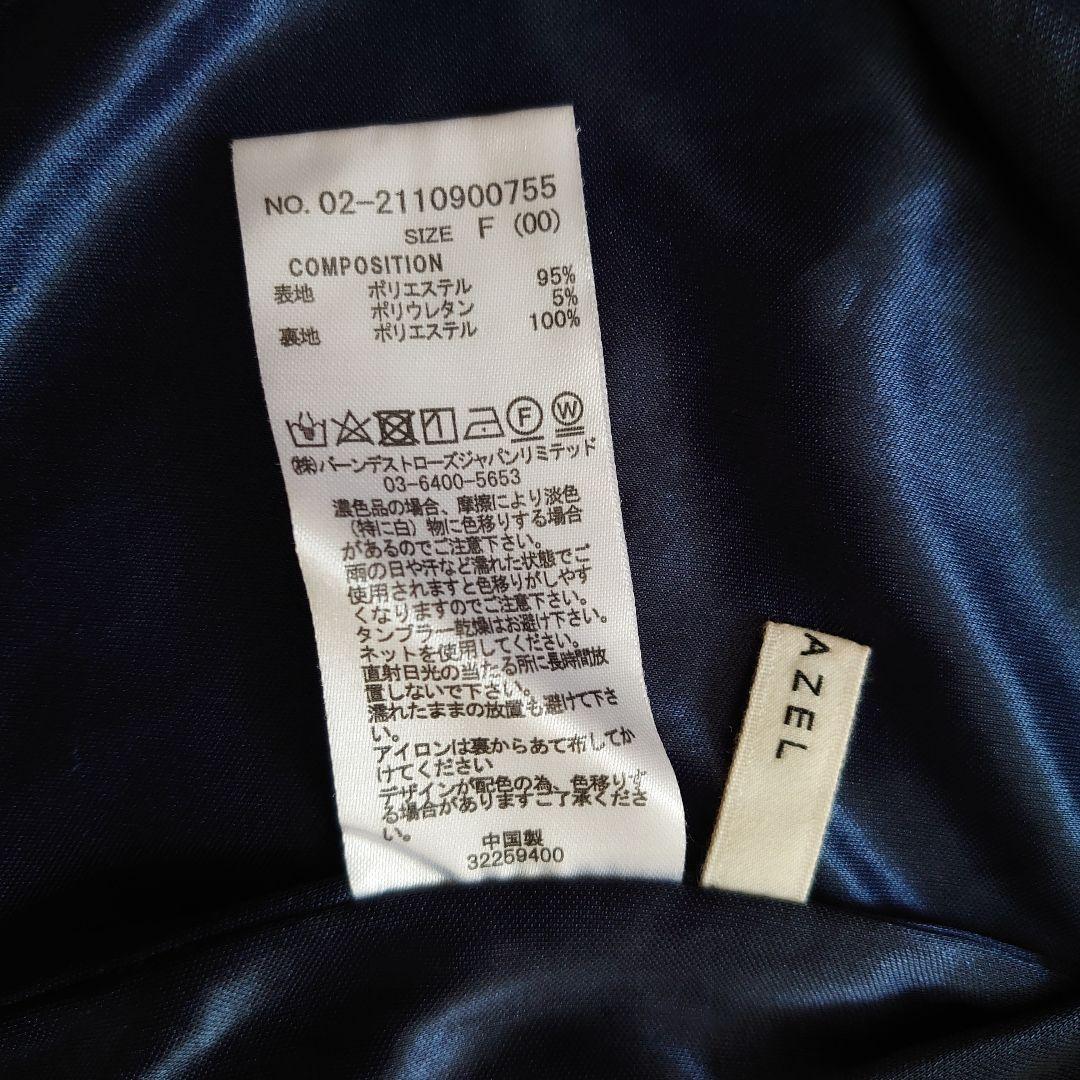 NO. 02-2110900755
SIZE F (00)
COMPOSITION
表地 ポリエステル 95%
ポリウレタン 5%
裏地 ポリエステル 100%
F W
㈱バーンデストローズジャパンリミテッド
03-6400-5653
濃色品の場合、摩擦により淡色
（特に白）物に色移りする場合
があるのでご注意下さい。
雨の日や汗など濡れた状態でご
使用されますと色移りがしやす
くなりますのでご注意下さい。
タンブラー乾燥はお避け下さい。
ネットを使用してください。
直射日光の当たる所に長時間放
置しないで下さい。
濡れたままの放置も避けて下さ
い。
アイロンは裏からあて布してか
けてください
デザインが配色の為、色移りす
る場合がありますご了承くださ
い。
中国製
32259400
AZEL